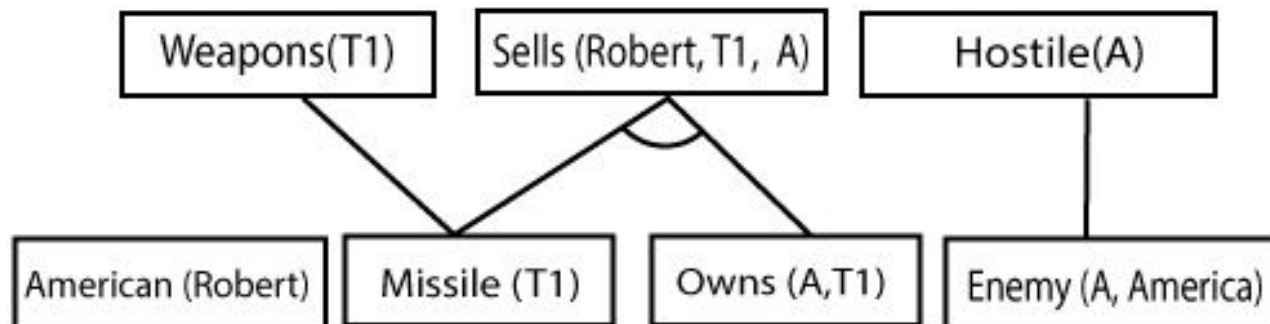 Weapons(T1)
Sells (Robert, T1, A)
Hostile(A)
American (Robert)
Missile (T1)
Owns (A,T1)
Enemy (A, America)